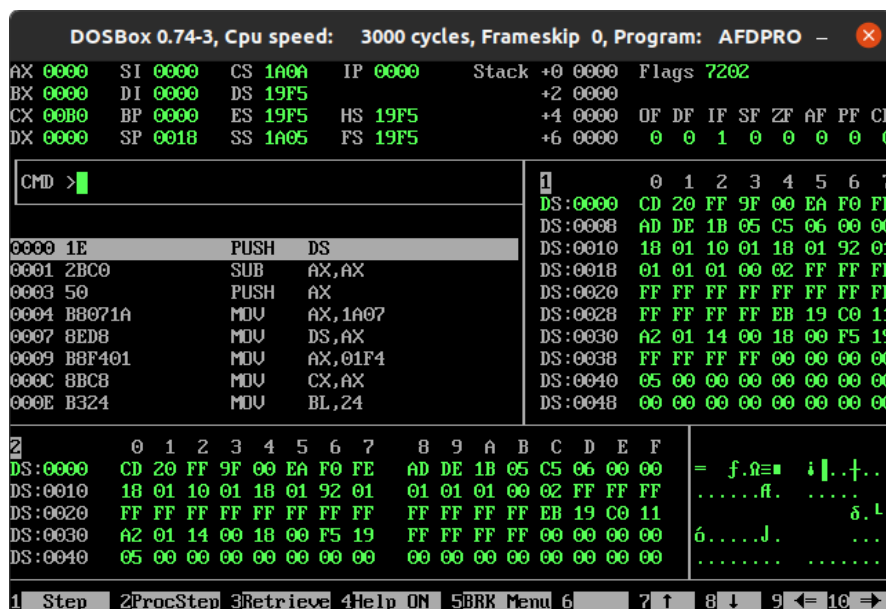 DOSBox 0.74-3, Cpu speed: 3000 cycles, Frameskip 0, Program: AFDPRO
AX 0000 SI 0000 CS 1A0A IP 0000 Stack +0 0000 Flags 7202
BX 0000 DI 0000 DS 19F5 +2 0000
CX 00B0 BP 0000 ES 19F5 HS 19F5 +4 0000 OF DF IF SF ZF AF PF
DX 0000 SP 0018 SS 1A05 FS 19F5 +6 0000 0 0 1 0 0 0 0
CMD >
1 0 1 2 3 4 5 6
DS:0000 CD 20 FF 9F 00 EA F0
DS:0008 AD DE 1B 05 C5 06 00
DS:0010 18 01 10 01 18 01 92
DS:0018 01 01 01 00 02 FF FF
DS:0020 FF FF FF FF FF FF FF
DS:0028 FF FF FF FF EB 19 C0
DS:0030 A2 01 14 00 18 00 F5
DS:0038 FF FF FF FF 00 00 00
DS:0040 05 00 00 00 00 00 00
DS:0048 00 00 00 00 00 00 00
0000 1E PUSH DS
0001 2BC0 SUB AX,AX
0003 50 PUSH AX
0004 B8071A MOV AX,1A07
0007 8ED8 MOV DS,AX
0009 B8F401 MOV AX,01F4
000C 8BC8 MOV CX,AX
000E B324 MOV BL,24
2 0 1 2 3 4 5 6 7 8 9 A B C D E F
DS:0000 CD 20 FF 9F 00 EA F0 FE AD DE 1B 05 C5 06 00 00
DS:0010 18 01 10 01 18 01 92 01 01 01 01 00 02 FF FF FF
DS:0020 FF FF FF FF FF FF FF FF FF FF FF FF EB 19 C0 11
DS:0030 A2 01 14 00 18 00 F5 19 FF FF FF FF 00 00 00 00
DS:0040 05 00 00 00 00 00 00 00 00 00 00 00 00 00 00 00
1 Step 2ProcStep 3Retrieve 4Help ON 5BRK Menu 6 7 ↑ 8 ↓ 9 ← 10 →